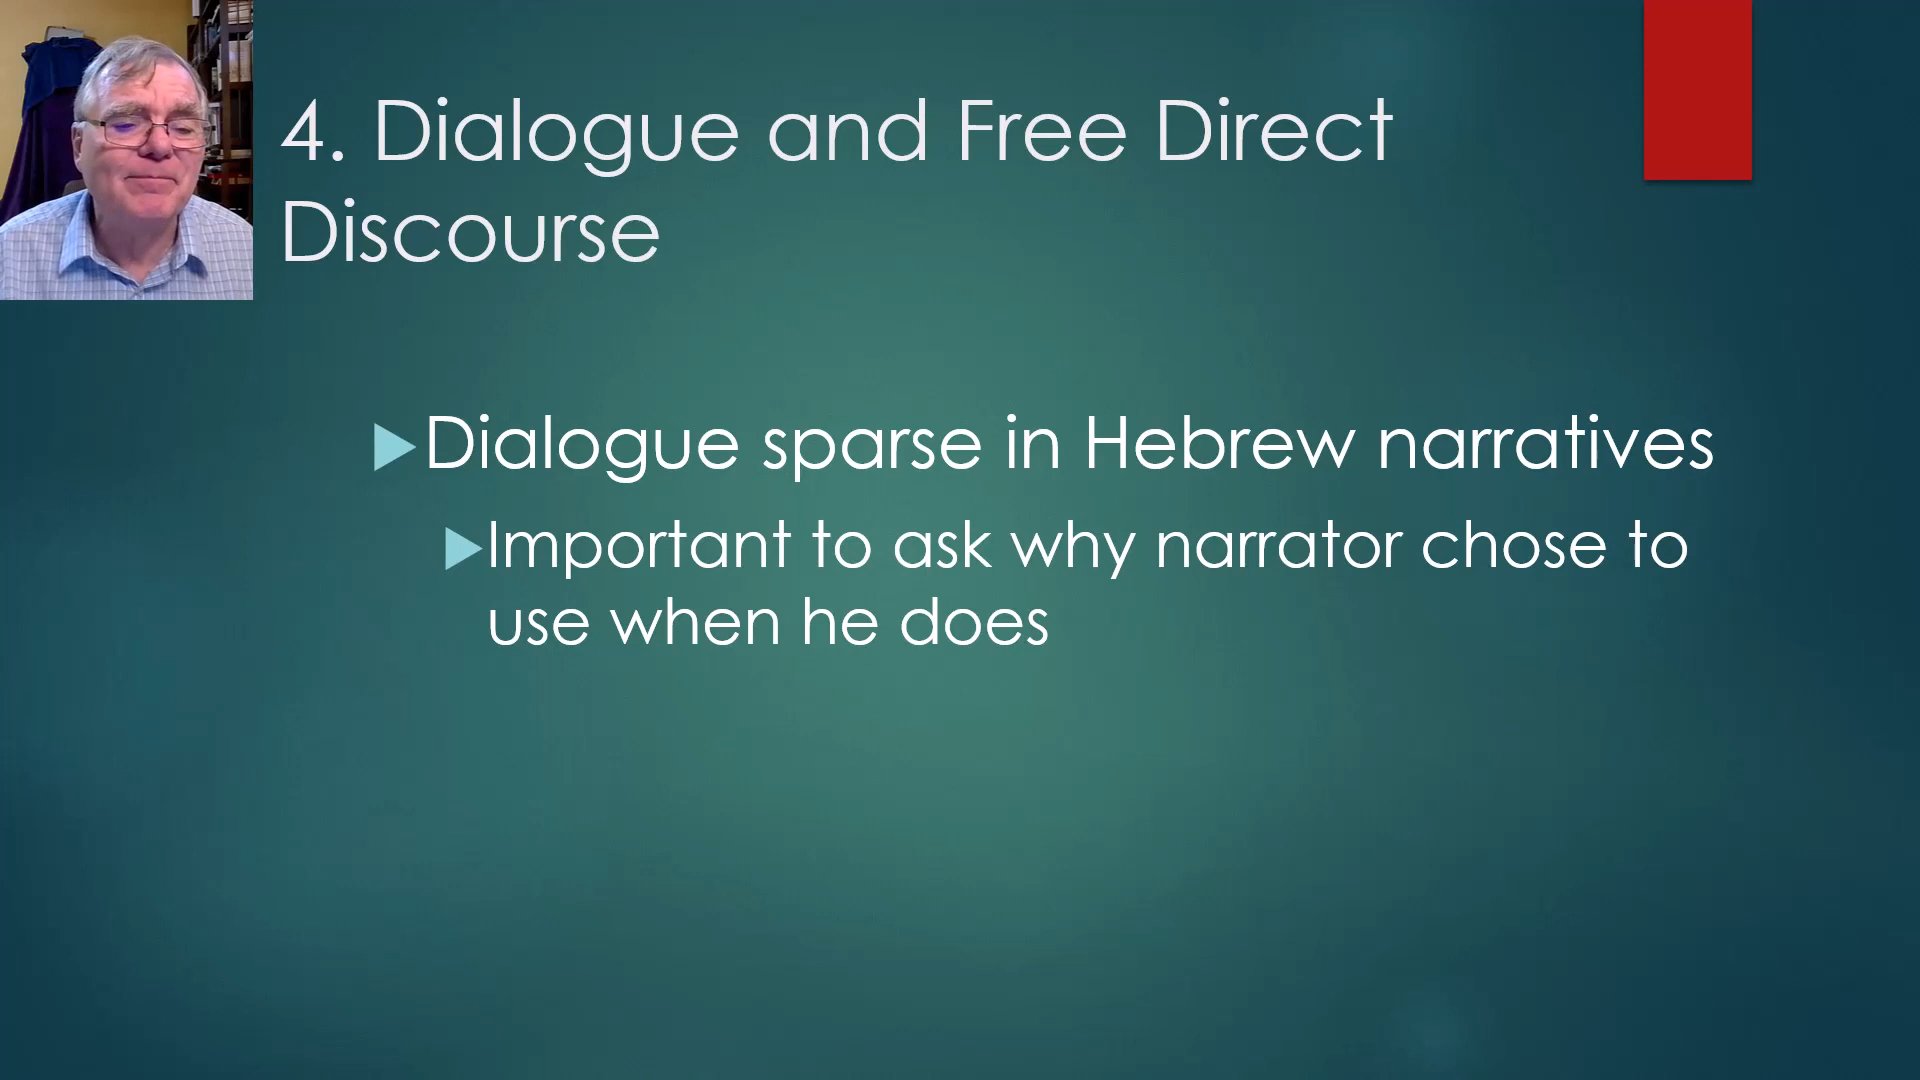 4. Dialogue and Free Direct
Discourse
Dialogue sparse in Hebrew narratives
Important to ask why narrator chose to
use when he does